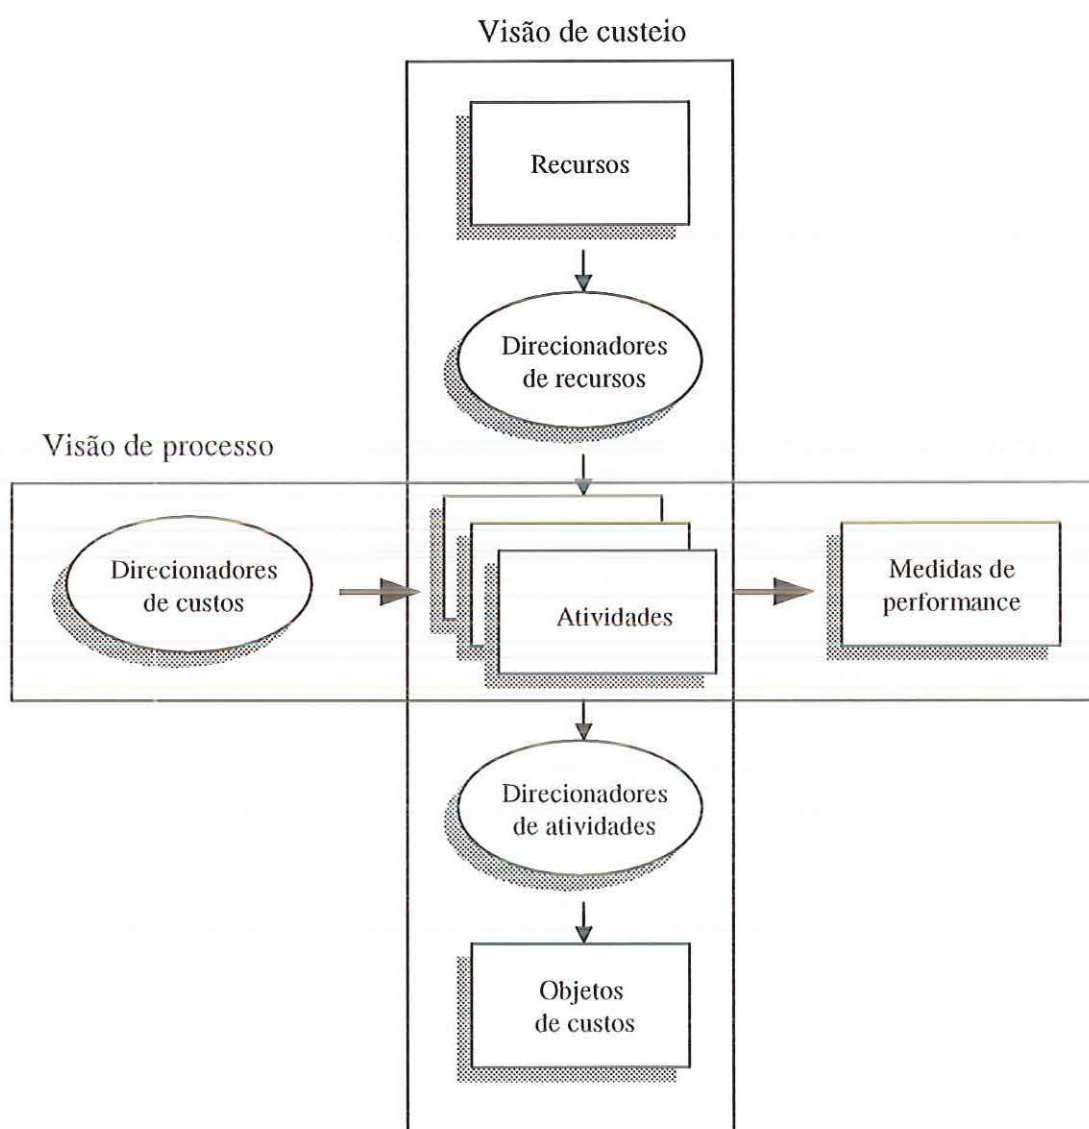 Visão de custeio
Recursos
Direcionadores
de recursos
Visão de processo
Direcionadores
de custos
Atividades
Medidas de
performance
Direcionadores
de atividades
Objetos
de custos